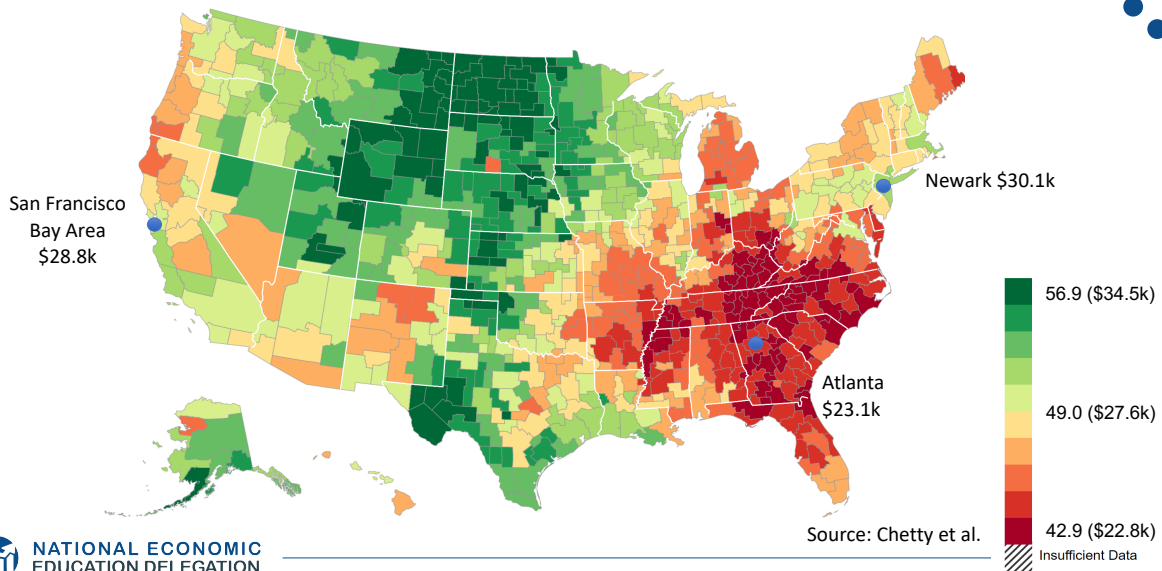 Newark $30.1k
San Francisco
Bay Area
$28.8k
56.9 ($34.5k)
Atlanta
$23.1k
49.0 ($27.6k)
Source: Chetty et al.
42.9 ($22.8k)
Insufficient Data
NATIONAL ECONOMIC
EDUCATION DELEGATION